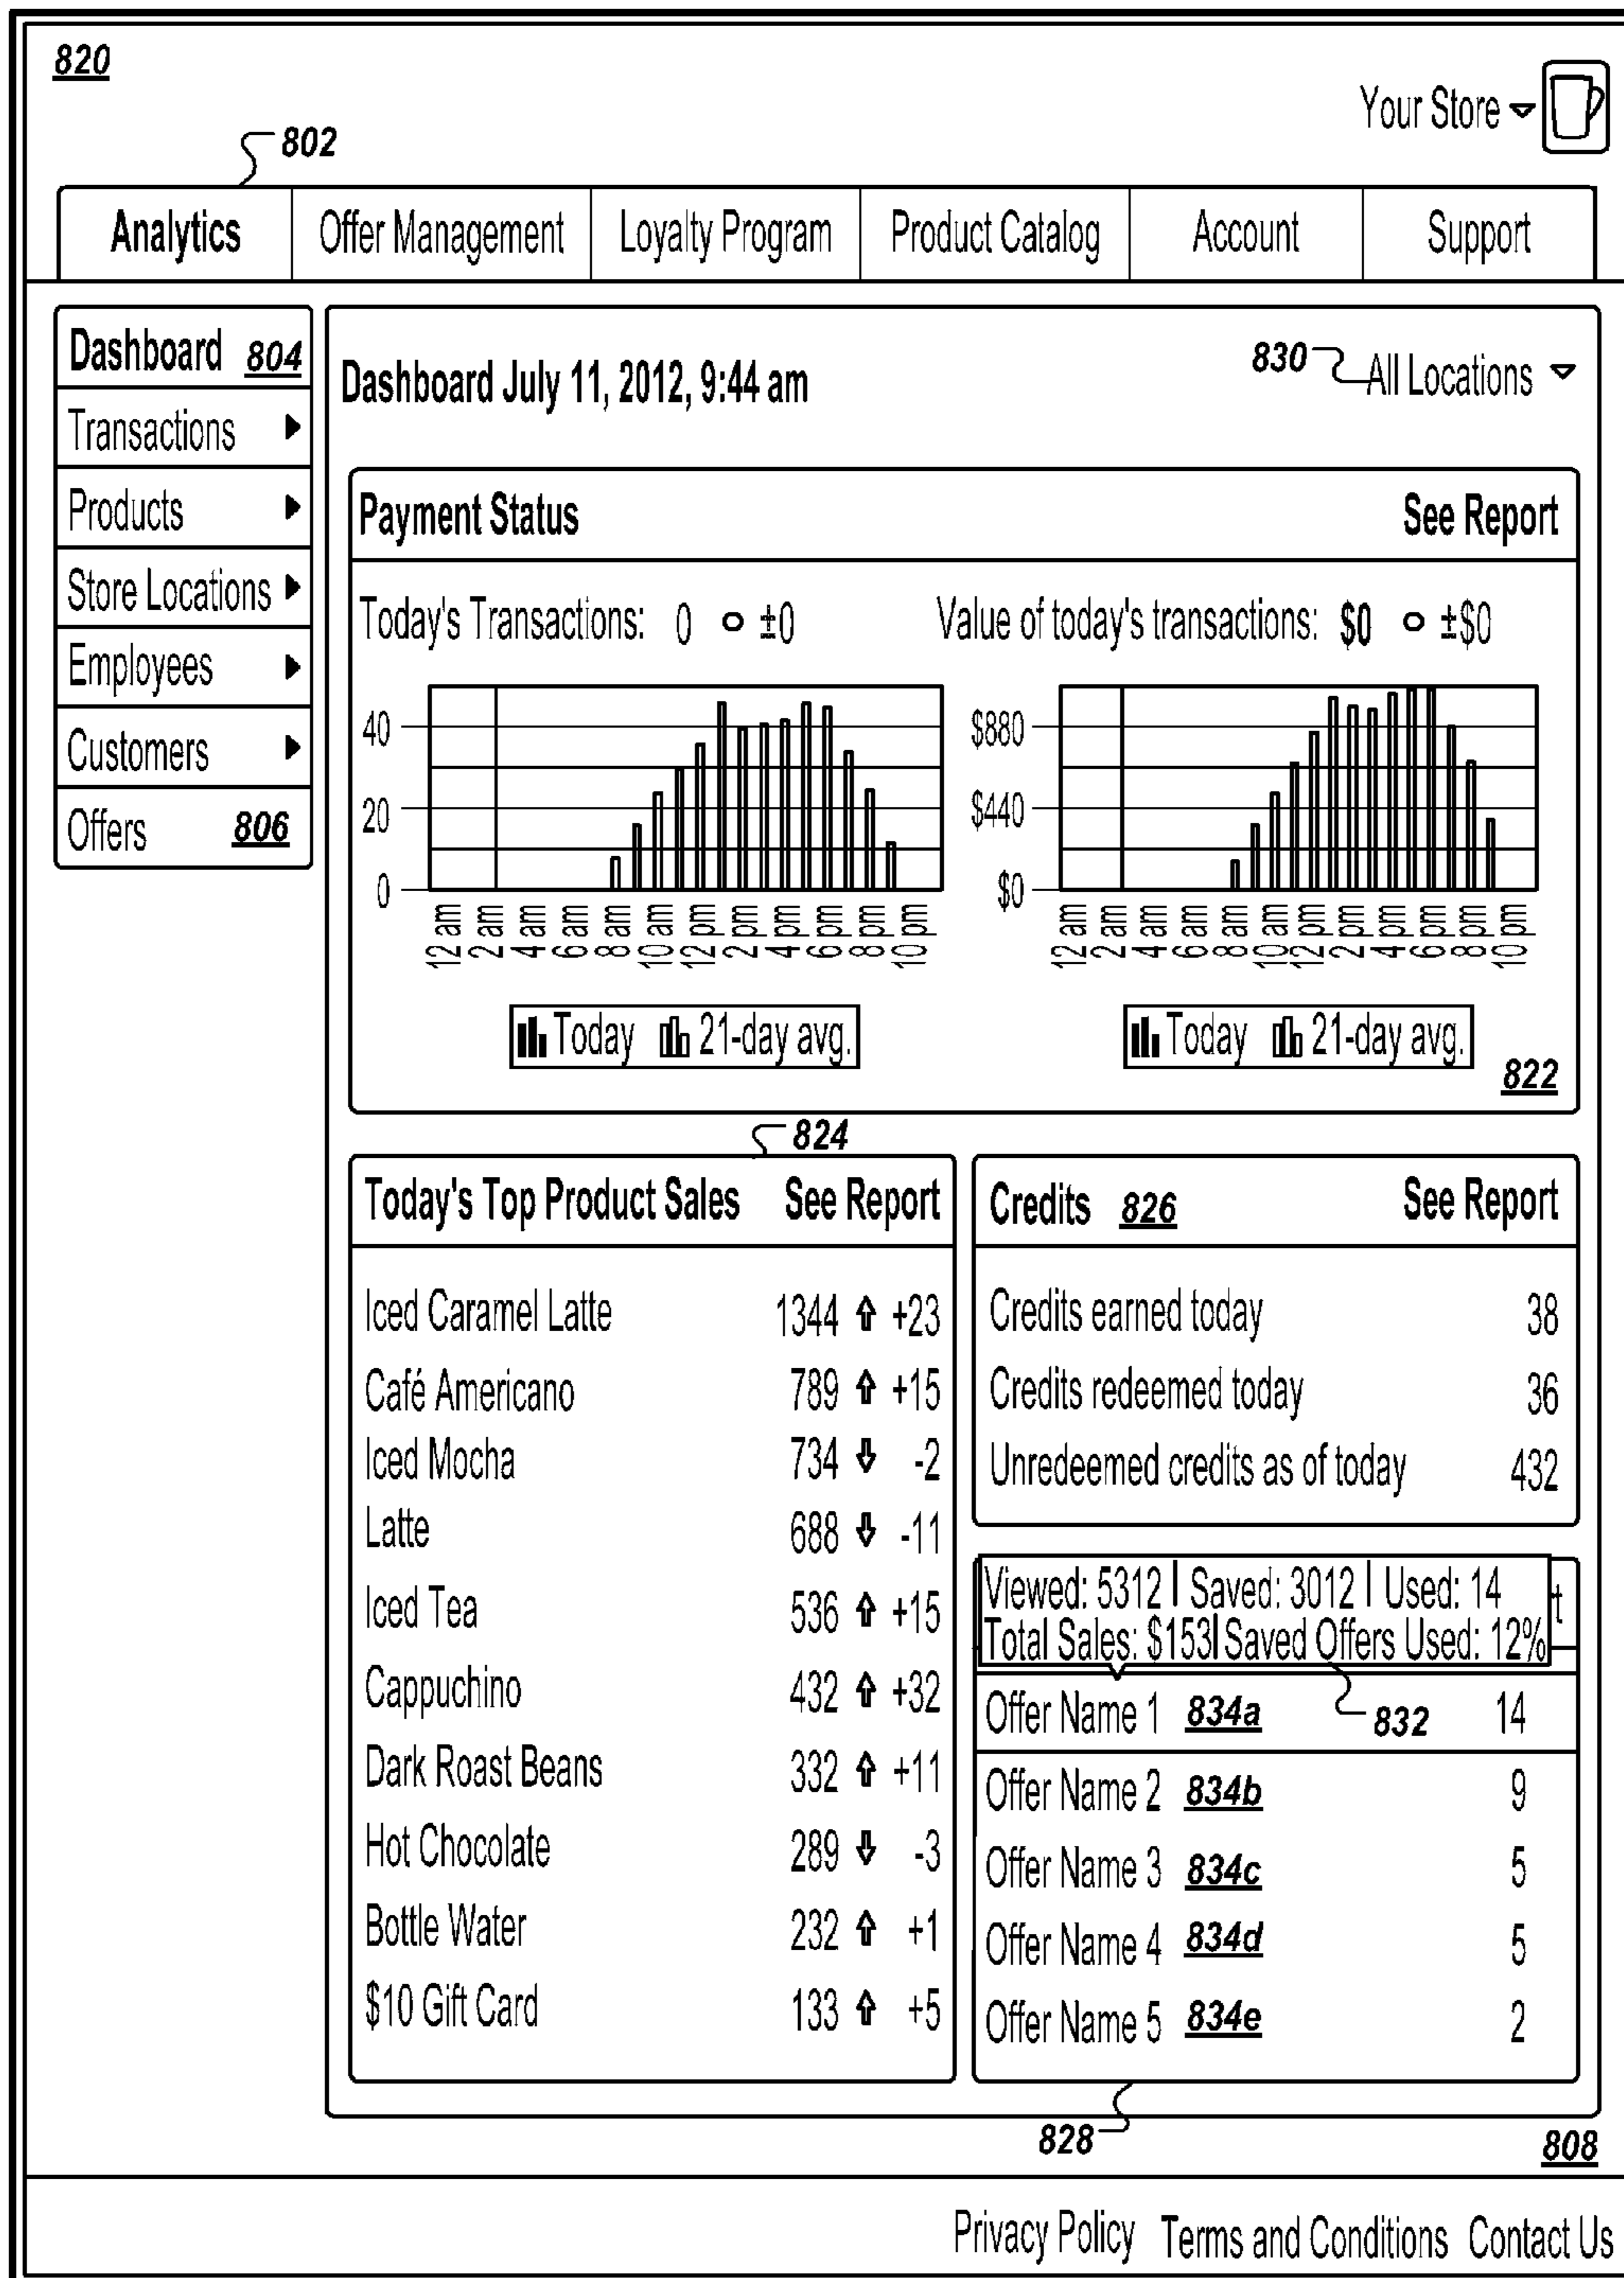 820
Your Store
802
Analytics Offer Management Loyalty Program Product Catalog Account Support
Dashboard 804
Transactions
Products
Store Locations
Employees
Customers
Offers 806
Dashboard July 11, 2012, 9:44 am
830 All Locations
Payment Status See Report
Today's Transactions: 0 ±0
40
20
0
12 am 2 am 4 am 6 am 8 am 10 am 12 pm 2 pm 4 pm 6 pm 8 pm 10 pm
Today 21-day avg.
Value of today's transactions: $0 ±$0
$880
$440
$0
12 am 2 am 4 am 6 am 8 am 10 am 12 pm 2 pm 4 pm 6 pm 8 pm 10 pm
Today 21-day avg.
822
824
Today's Top Product Sales See Report
Iced Caramel Latte 1344 +23
Café Americano 789 +15
Iced Mocha 734 -2
Latte 688 -11
Iced Tea 536 +15
Cappuchino 432 +32
Dark Roast Beans 332 +11
Hot Chocolate 289 -3
Bottle Water 232 +1
$10 Gift Card 133 +5
Credits 826 See Report
Credits earned today 38
Credits redeemed today 36
Unredeemed credits as of today 432
Viewed: 5312 | Saved: 3012 | Used: 14
Total Sales: $153| Saved Offers Used: 12%
t
Offer Name 1 834a 832 14
Offer Name 2 834b 9
Offer Name 3 834c 5
Offer Name 4 834d 5
Offer Name 5 834e 2
828
808
Privacy Policy Terms and Conditions Contact Us